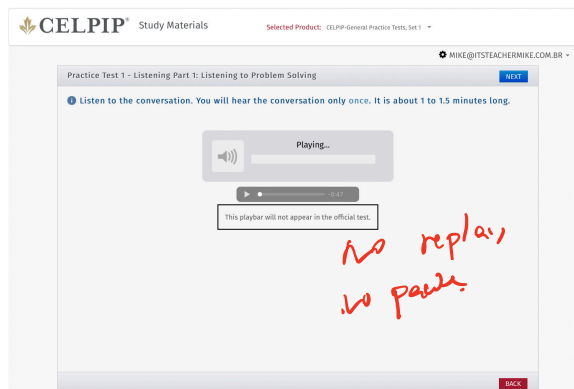 CELPIP® Study Materials
Selected Product: CELPIP-General Practice Tests, Set 1
MIKE@ITSTEACHERMIKE.COM.BR
Practice Test 1 - Listening Part 1: Listening to Problem Solving
NEXT
Listen to the conversation. You will hear the conversation only once. It is about 1 to 1.5 minutes long.
Playing...
-0:47
This playbar will not appear in the official test.
No replay,
no pause.
BACK